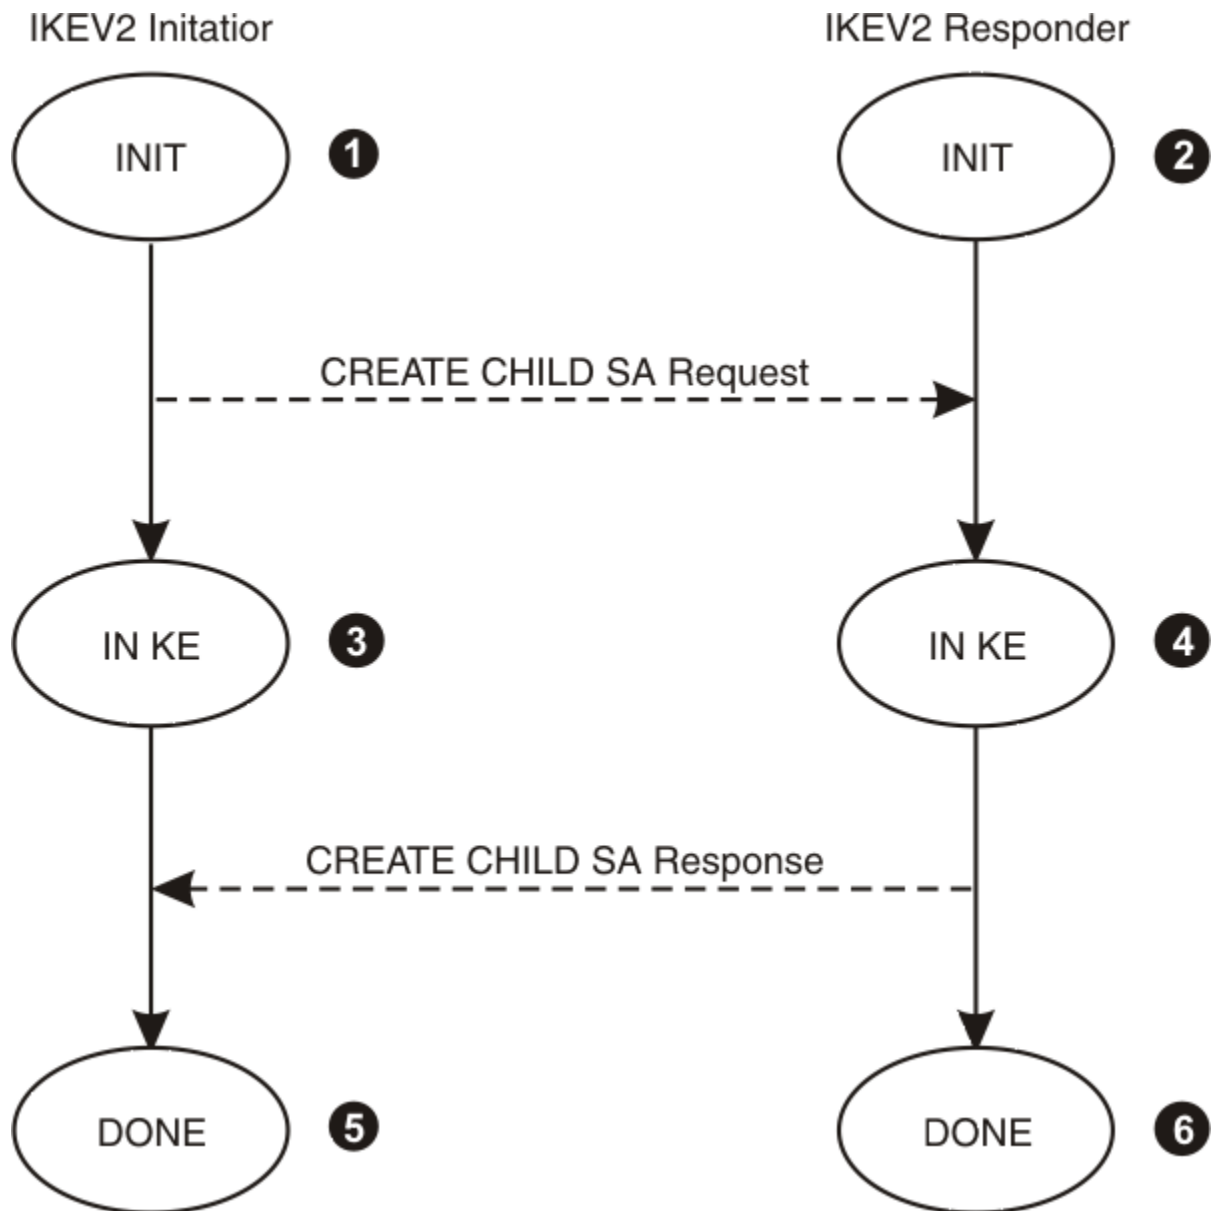 IKEV2 Initatior
IKEV2 Responder
INIT
1
INIT
2
CREATE CHILD SA Request
IN KE
3
IN KE
4
CREATE CHILD SA Response
DONE
5
DONE
6